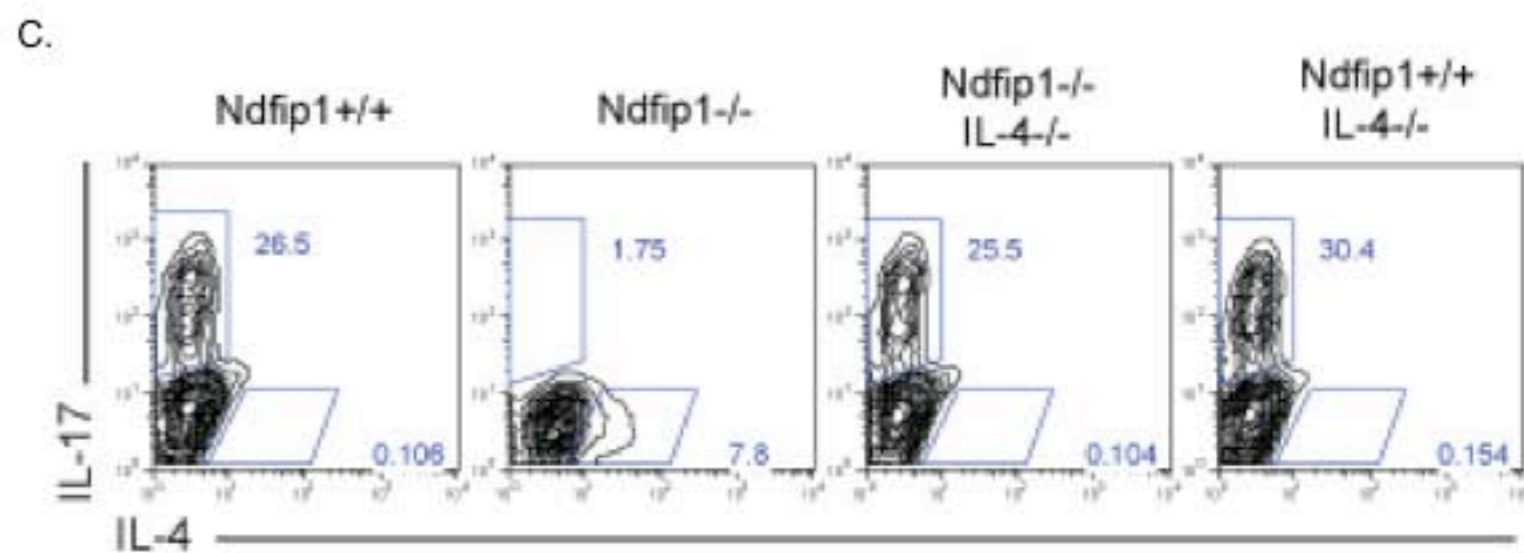 C.
Ndfip1+/+
Ndfip1-/-
Ndfip1-/-
IL-4-/-
Ndfip1+/+
IL-4-/-
26.5
1.75
25.5
30.4
0.106
7.8
0.104
0.154
IL-17
IL-4